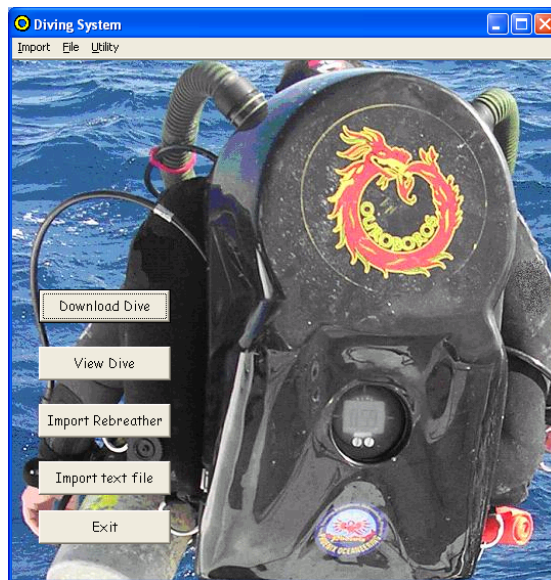 Diving System
Import File Utility
OUROBOROS
Download Dive
View Dive
Import Rebreather
Import text file
Exit